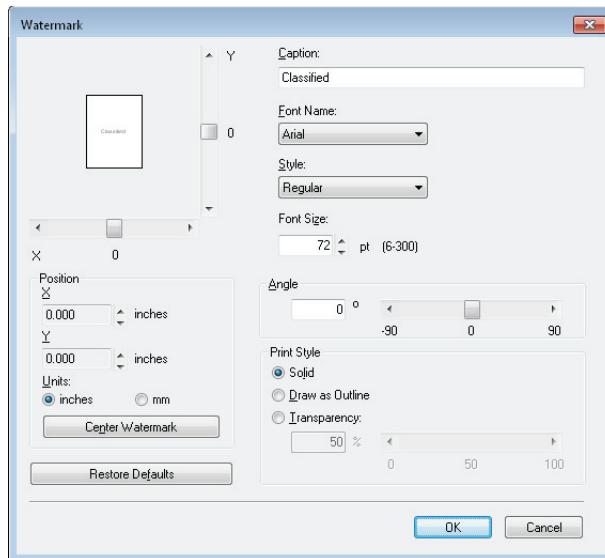 Watermark
Y
0
Classified
X 0
Position
X
0.000 inches
Y
0.000 inches
Units:
inches mm
Center Watermark
Restore Defaults
Caption:
Classified
Font Name:
Arial
Style:
Regular
Font Size:
72 pt (6-300)
Angle
0 °
-90 0 90
Print Style
Solid
Draw as Outline
Transparency:
50 %
0 50 100
OK Cancel